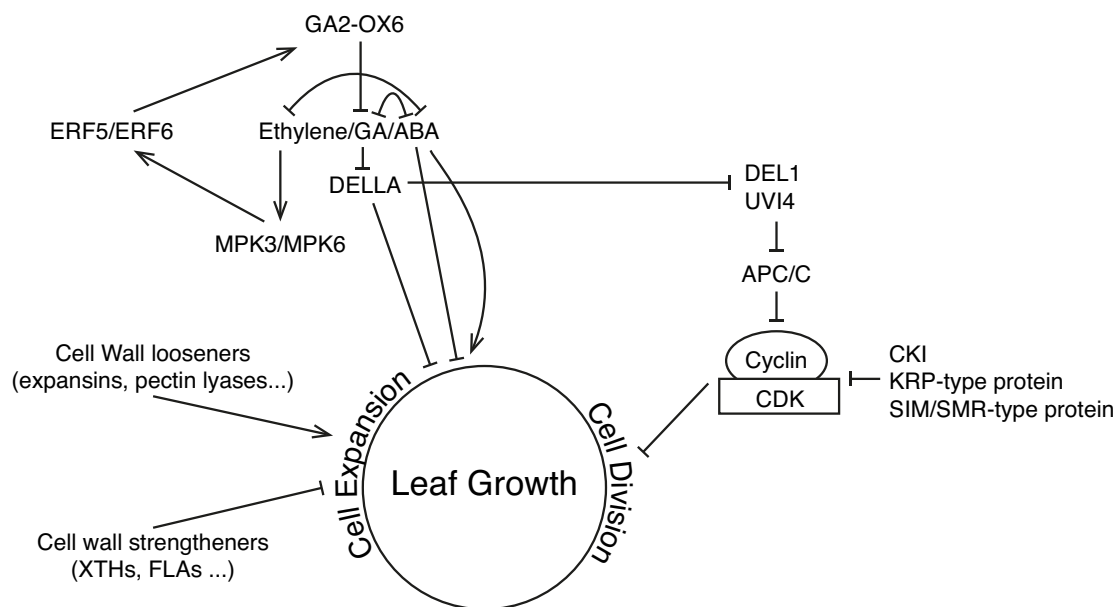 GA2-OX6
ERF5/ERF6
Ethylene/GA/ABA
DELLA
DEL1
UVI4
MPK3/MPK6
APC/C
Cell Wall looseners
(expansins, pectin lyases...)
Cyclin
CDK
CKI
KRP-type protein
SIM/SMR-type protein
Cell Expansion
Leaf Growth
Cell Division
Cell wall strengtheners
(XTHs, FLAs ...)